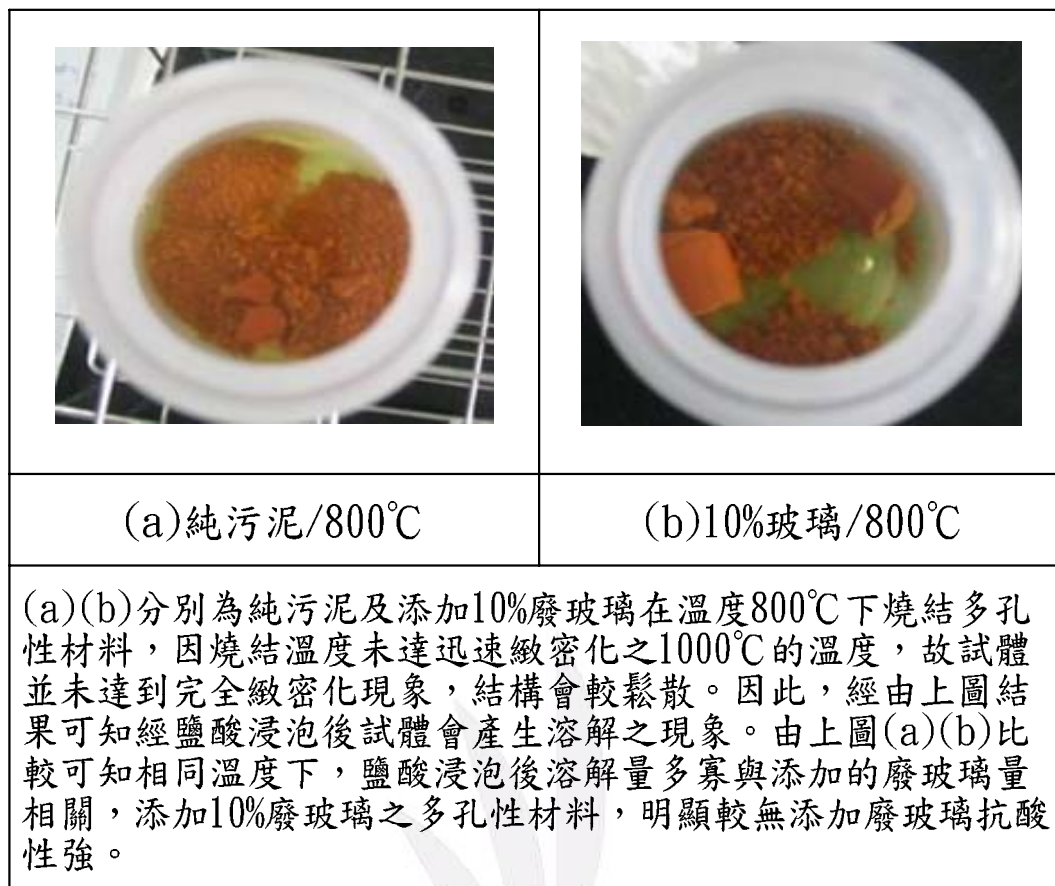 (a)純污泥/800℃
(b)10%玻璃/800℃
(a)(b)分別為純污泥及添加10%廢玻璃在溫度800℃下燒結多孔
性材料，因燒結溫度未達迅速緻密化之1000℃的溫度，故試體
並未達到完全緻密化現象，結構會較鬆散。因此，經由上圖結
果可知經鹽酸浸泡後試體會產生溶解之現象。由上圖(a)(b)比
較可知相同溫度下，鹽酸浸泡後溶解量多寡與添加的廢玻璃量
相關，添加10%廢玻璃之多孔性材料，明顯較無添加廢玻璃抗酸
性強。